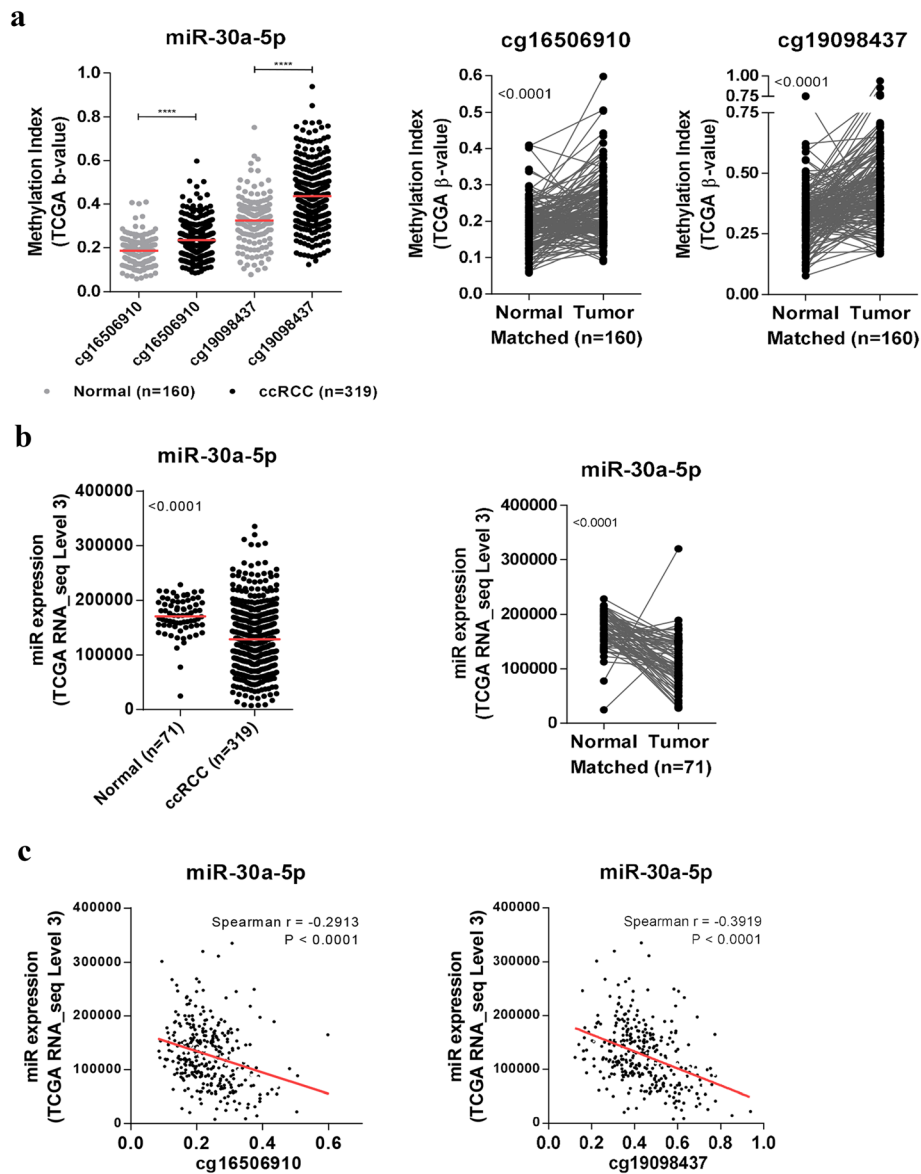 a
miR-30a-5p
Methylation Index
(TCGA b-value)
1.0
0.8
0.6
0.4
0.2
0.0
****
****
cg16506910
cg16506910
cg19098437
cg19098437
Normal (n=160)
ccRCC (n=319)
cg16506910
Methylation Index
(TCGA β-value)
0.6
0.5
0.4
0.3
0.2
0.1
0.0
<0.0001
Normal Tumor
Matched (n=160)
cg19098437
Methylation Index
(TCGA β-value)
1.00
0.75
0.75
0.50
0.25
0.00
<0.0001
Normal Tumor
Matched (n=160)
b
miR-30a-5p
miR expression
(TCGA RNA_seq Level 3)
400000
300000
200000
100000
0
<0.0001
Normal (n=71)
ccRCC (n=319)
miR-30a-5p
miR expression
(TCGA RNA_seq Level 3)
400000
300000
200000
100000
0
<0.0001
Normal Tumor
Matched (n=71)
c
miR-30a-5p
miR expression
(TCGA RNA_seq Level 3)
400000
300000
200000
100000
0
Spearman r = -0.2913
P < 0.0001
0.0 0.2 0.4 0.6
cg16506910
miR-30a-5p
miR expression
(TCGA RNA_seq Level 3)
400000
300000
200000
100000
0
Spearman r = -0.3919
P < 0.0001
0.0 0.2 0.4 0.6 0.8 1.0
cg19098437